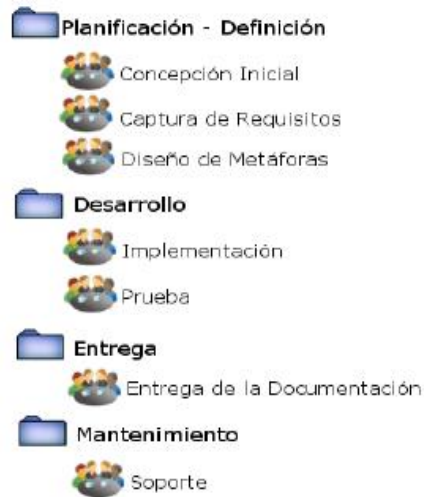 Planificación - Definición
Concepción Inicial
Captura de Requisitos
Diseño de Metáforas
Desarrollo
Implementación
Prueba
Entrega
Entrega de la Documentación
Mantenimiento
Soporte